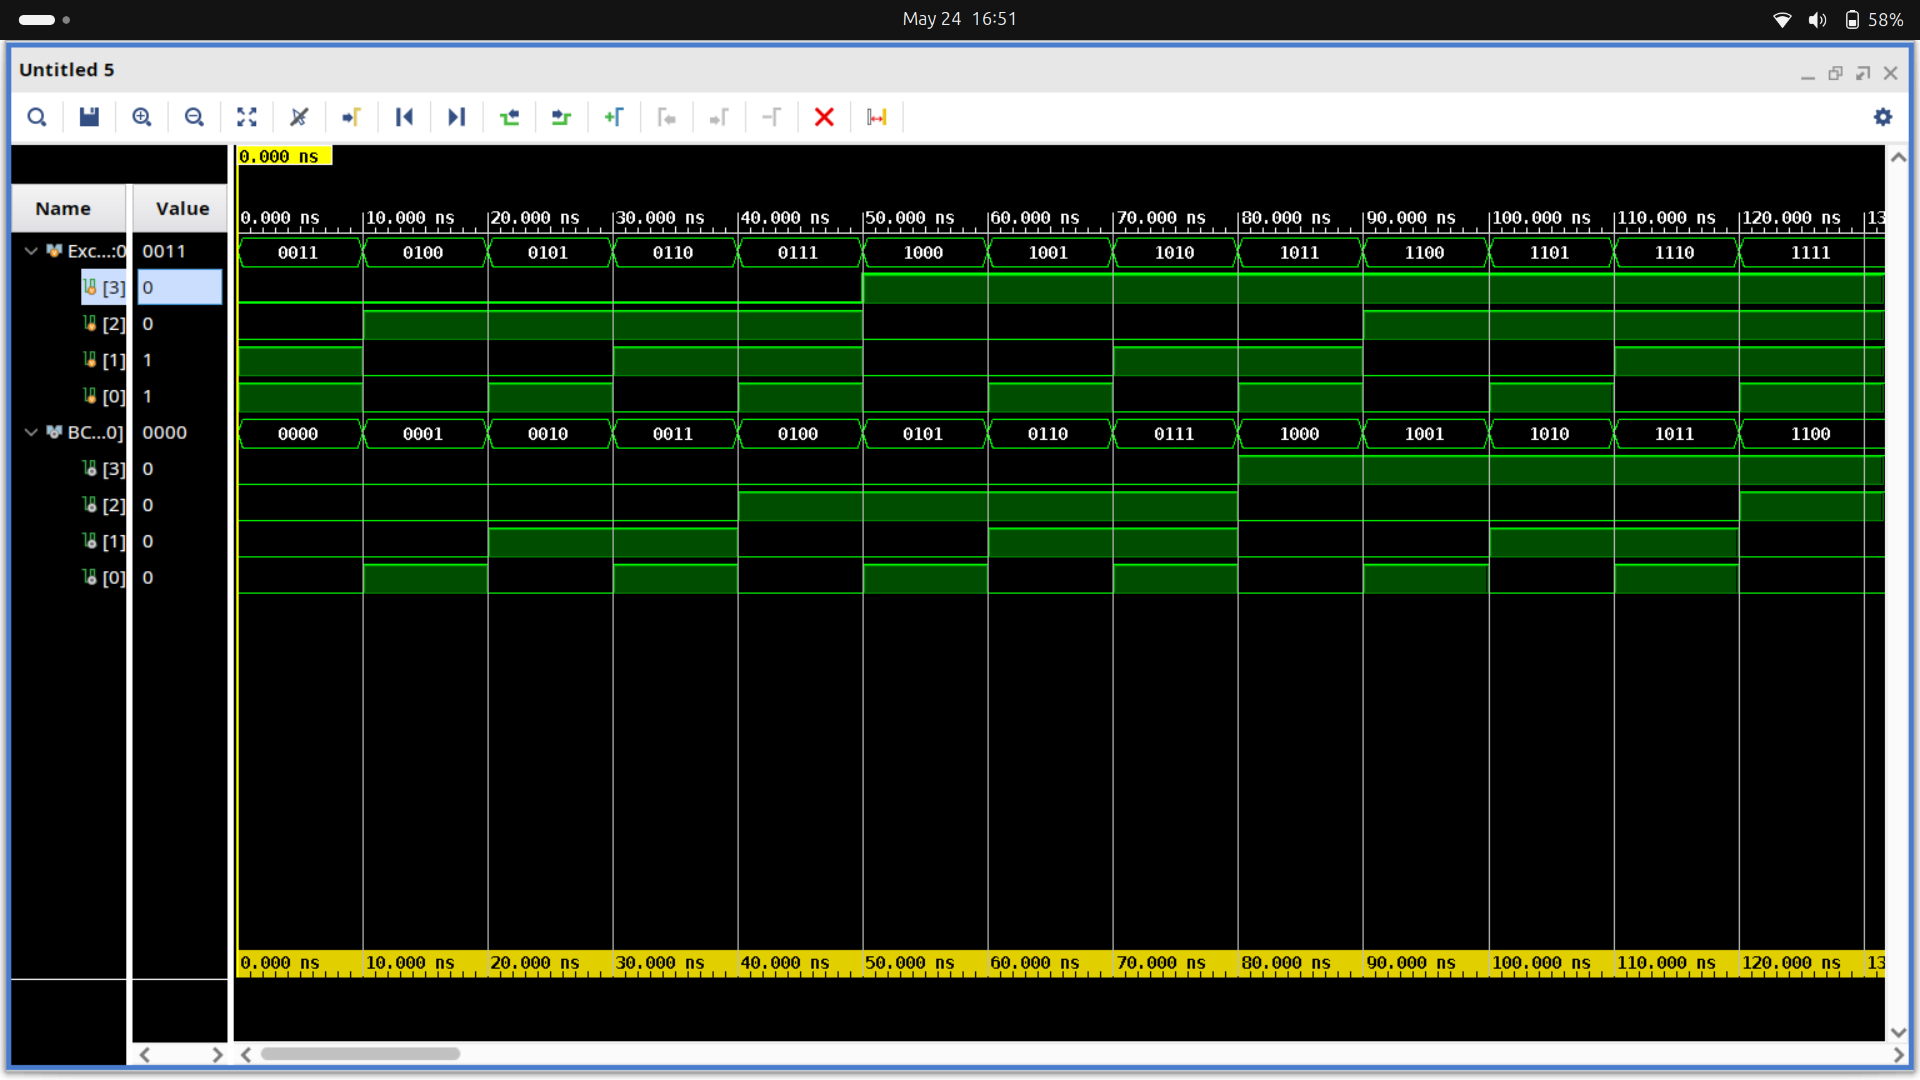 May 24 16:51
58%
Untitled 5
0.000 ns
Name Value
0.000 ns 10.000 ns 20.000 ns 30.000 ns 40.000 ns 50.000 ns 60.000 ns 70.000 ns 80.000 ns 90.000 ns 100.000 ns 110.000 ns 120.000 ns 13
Exc...:0 0011 0011 0100 0101 0110 0111 1000 1001 1010 1011 1100 1101 1110 1111
[3] 0
[2] 0
[1] 1
[0] 1
BC...0] 0000 0000 0001 0010 0011 0100 0101 0110 0111 1000 1001 1010 1011 1100
[3] 0
[2] 0
[1] 0
[0] 0
0.000 ns 10.000 ns 20.000 ns 30.000 ns 40.000 ns 50.000 ns 60.000 ns 70.000 ns 80.000 ns 90.000 ns 100.000 ns 110.000 ns 120.000 ns 13